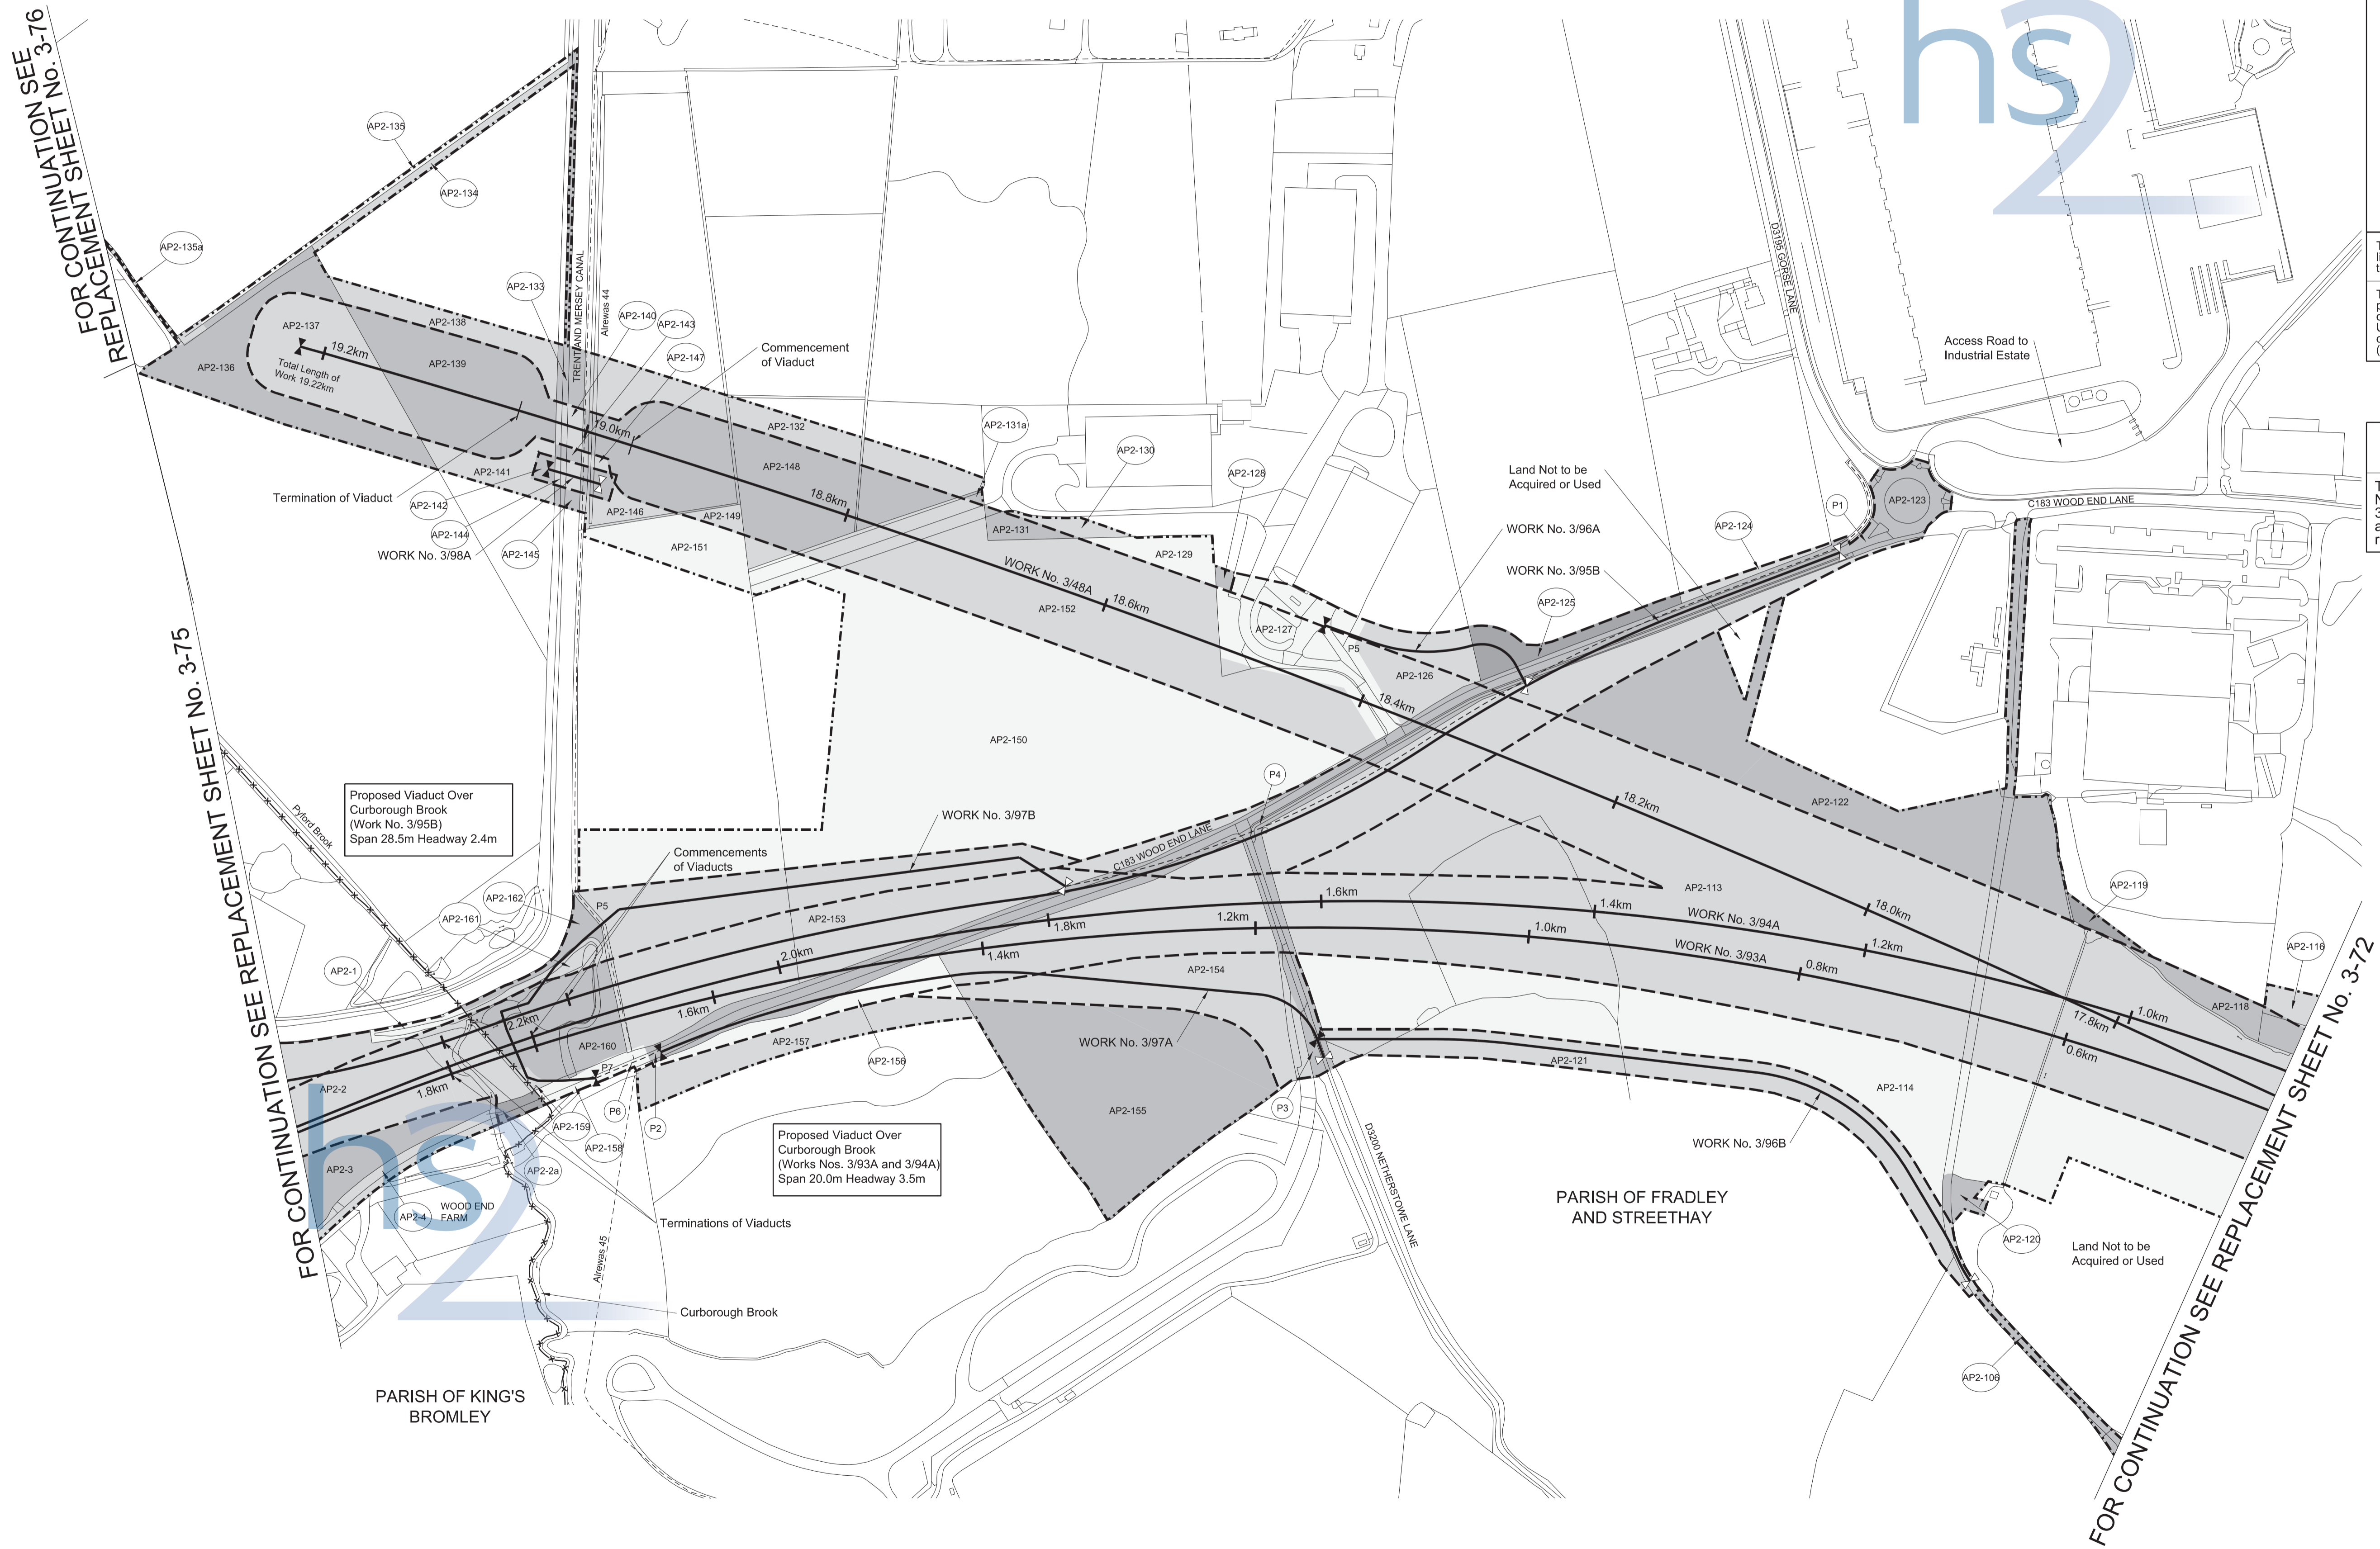 FOR CONTINUATION SEE
REPLACEMENT SHEET No. 3-76
hs2
AP2-135
AP2-134
AP2-135a
AP2-133
TRENT AND MERSEY CANAL
Alrewas 44
AP2-140
AP2-143
AP2-147
Commencement
of Viaduct
AP2-137
AP2-138
19.2km
Total Length of
Work 19.22km
AP2-139
AP2-136
AP2-132
19.0km
AP2-131a
AP2-148
18.8km
AP2-130
AP2-128
AP2-141
Termination of Viaduct
AP2-142
AP2-144
WORK No. 3/98A
AP2-145
AP2-146
AP2-149
AP2-151
AP2-131
AP2-129
D3195 GORSE LANE
Access Road to
Industrial Estate
Land Not to be
Acquired or Used
WORK No. 3/96A
WORK No. 3/95B
P1
AP2-123
C183 WOOD END LANE
AP2-124
AP2-125
WORK No. 3/48A
18.6km
AP2-152
AP2-127
P5
AP2-126
18.4km
FOR CONTINUATION SEE REPLACEMENT SHEET No. 3-75
AP2-150
P4
18.2km
AP2-122
Pyford Brook
Proposed Viaduct Over
Curborough Brook
(Work No. 3/95B)
Span 28.5m Headway 2.4m
WORK No. 3/97B
Commencements
of Viaducts
C183 WOOD END LANE
AP2-162
AP2-161
P5
AP2-153
AP2-113
AP2-119
1.6km
1.4km
WORK No. 3/94A
18.0km
1.8km
1.2km
1.0km
WORK No. 3/93A
1.2km
AP2-116
2.0km
1.4km
AP2-154
0.8km
AP2-1
AP2-118
2.2km
1.6km
17.8km
1.0km
AP2-160
AP2-157
AP2-156
WORK No. 3/97A
0.6km
AP2-121
AP2-114
AP2-2
1.8km
P7
P6
P2
AP2-159
AP2-158
AP2-155
P3
Proposed Viaduct Over
Curborough Brook
(Works Nos. 3/93A and 3/94A)
Span 20.0m Headway 3.5m
WORK No. 3/96B
AP2-3
AP2-2a
hs2
AP2-4
WOOD END
FARM
Terminations of Viaducts
D3200 NETHERSTOWE LANE
PARISH OF FRADLEY
AND STREETHAY
AP2-120
Land Not to be
Acquired or Used
Alrewas 45
Curborough Brook
PARISH OF KING'S
BROMLEY
AP2-106
FOR CONTINUATION SEE REPLACEMENT SHEET No. 3-72